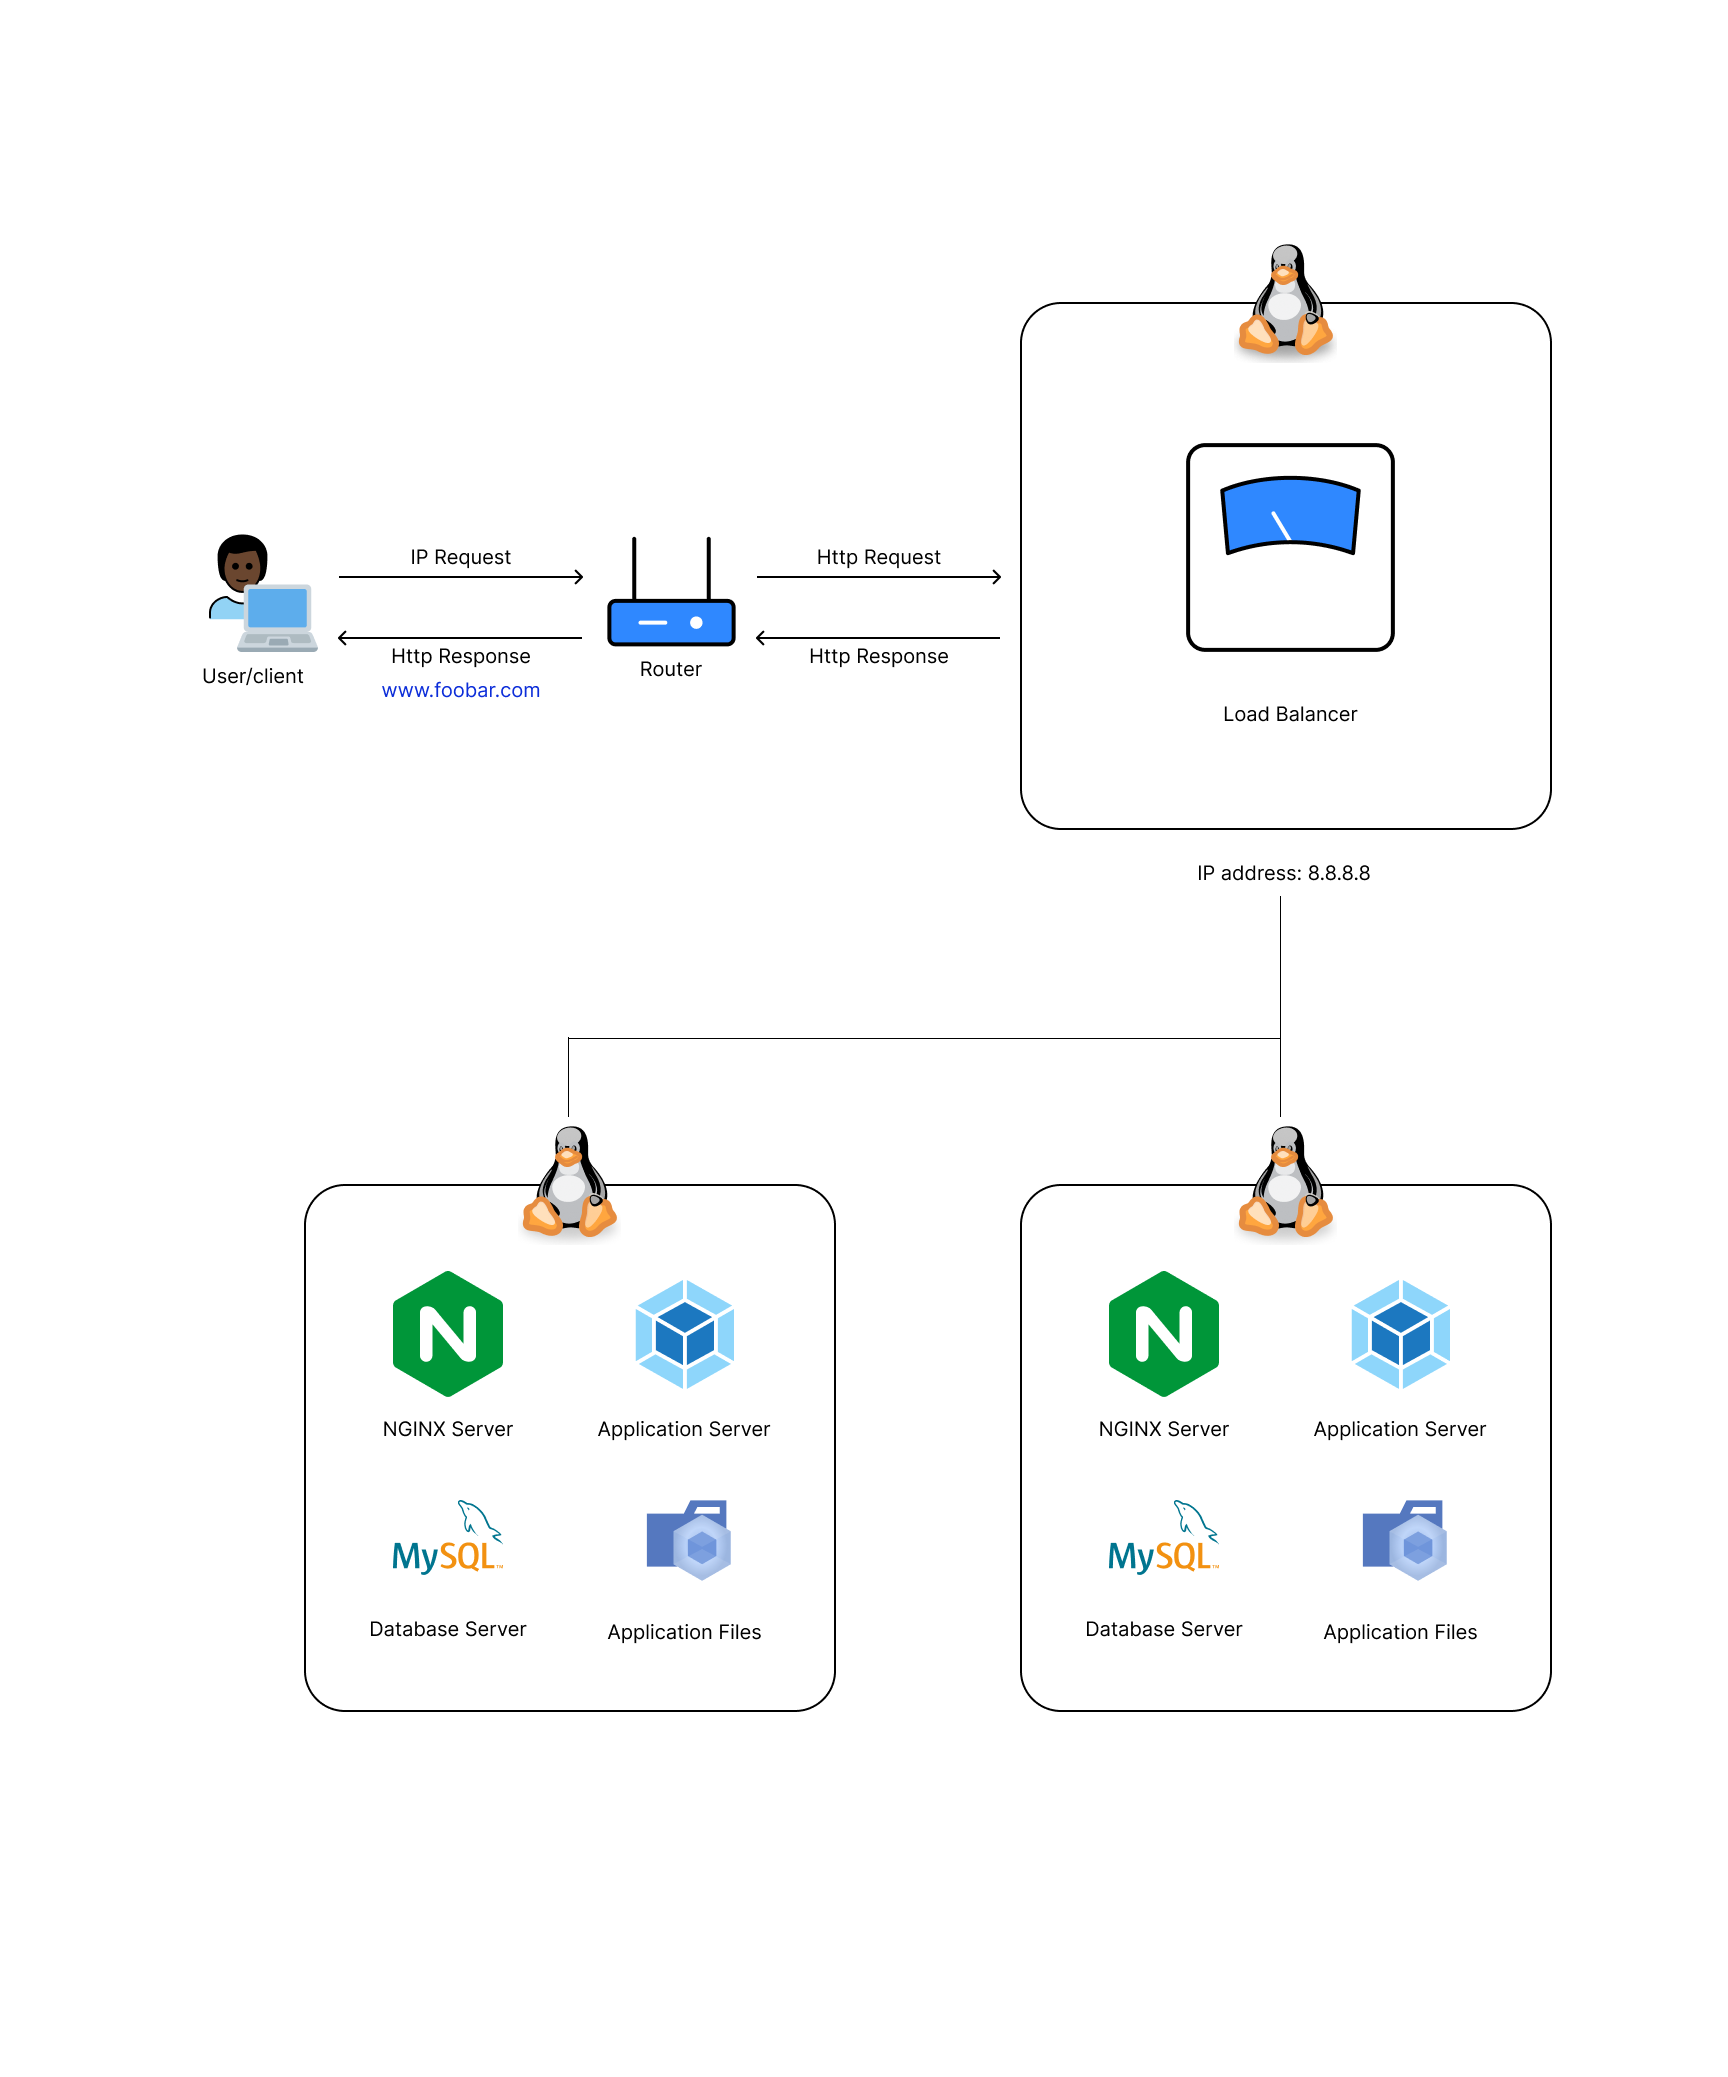 IP Request
Http Request
Http Response
www.foobar.com
Http Response
User/client
Router
Load Balancer
IP address: 8.8.8.8
NGINX Server
Application Server
NGINX Server
Application Server
MySQL™
MySQL™
Database Server
Application Files
Database Server
Application Files